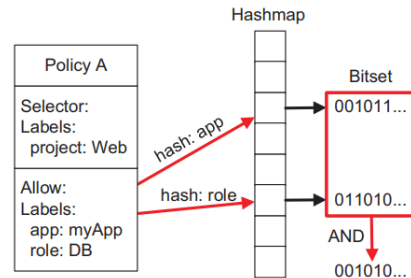 Hashmap
Policy A
Bitset
Selector:
Labels:
project: Web
hash: app
001011...
Allow:
Labels:
app: myApp
role: DB
hash: role
011010...
AND
001010...